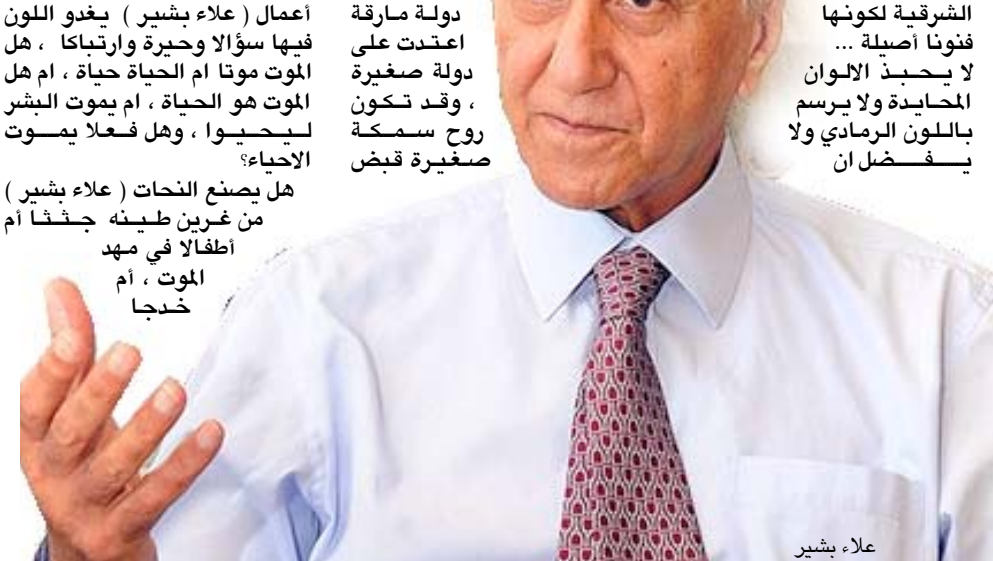 الشرقية لكونها
فنونا أصيلة ...
لا يحبذ الالوان
المحايدة ولا يرسم
باللون الرمادي ولا
يفضل ان
دولة مارقة
اعتدت على
دولة صغيرة
، وقد تكون
روح سمكة
صغيرة قبض
أعمال ( علاء بشير ) يغدو اللون
فيها سؤالا وحيرة وارتباكا ، هل
الموت موتا ام الحياة حياة ، ام هل
الموت هو الحياة ، ام يموت البشر
ليحيوا ، وهل فعلا يموت
الاحياء؟
هل يصنع النحات ( علاء بشير )
من غرين طينه جثثا أم
أطفالا في مهد
الموت ، أم
خدجا
علاء بشير